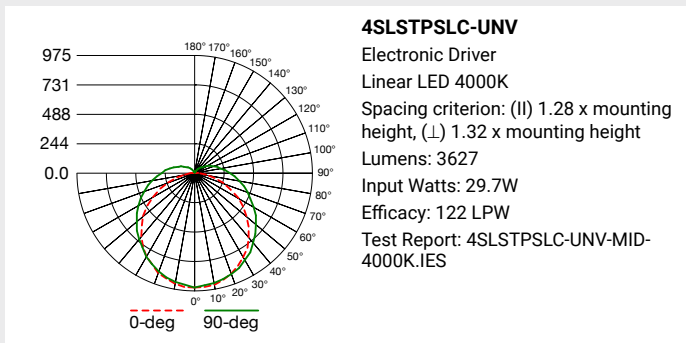 4SLSTPSLC-UNV
Electronic Driver
Linear LED 4000K
Spacing criterion: (II) 1.28 x mounting
height, (⊥) 1.32 x mounting height
Lumens: 3627
Input Watts: 29.7W
Efficacy: 122 LPW
Test Report: 4SLSTPSLC-UNV-MID-
4000K.IES
975
731
488
244
0.0
180°
170°
160°
150°
140°
130°
120°
110°
100°
90°
80°
70°
60°
50°
40°
30°
20°
10°
0°
0-deg
90-deg